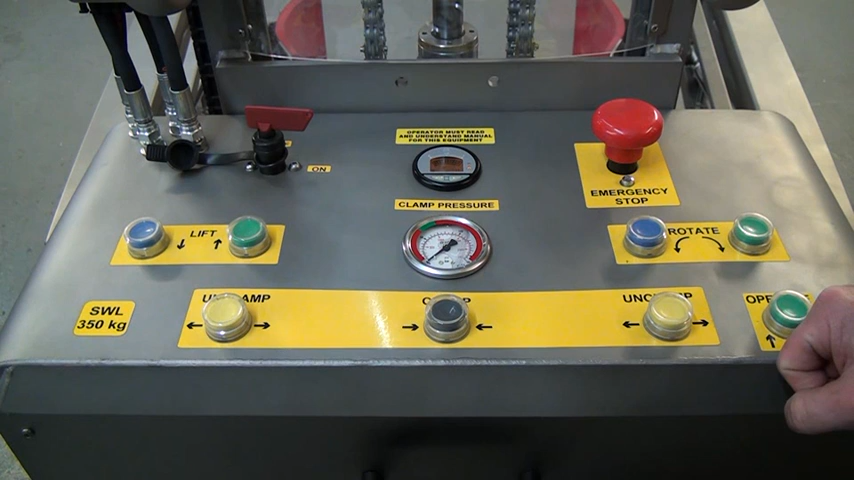 OPERATOR MUST READ
AND UNDERSTAND MANUAL
FOR THIS EQUIPMENT
ON
EMERGENCY
STOP
CLAMP PRESSURE
LIFT
ROTATE
SWL
350 kg